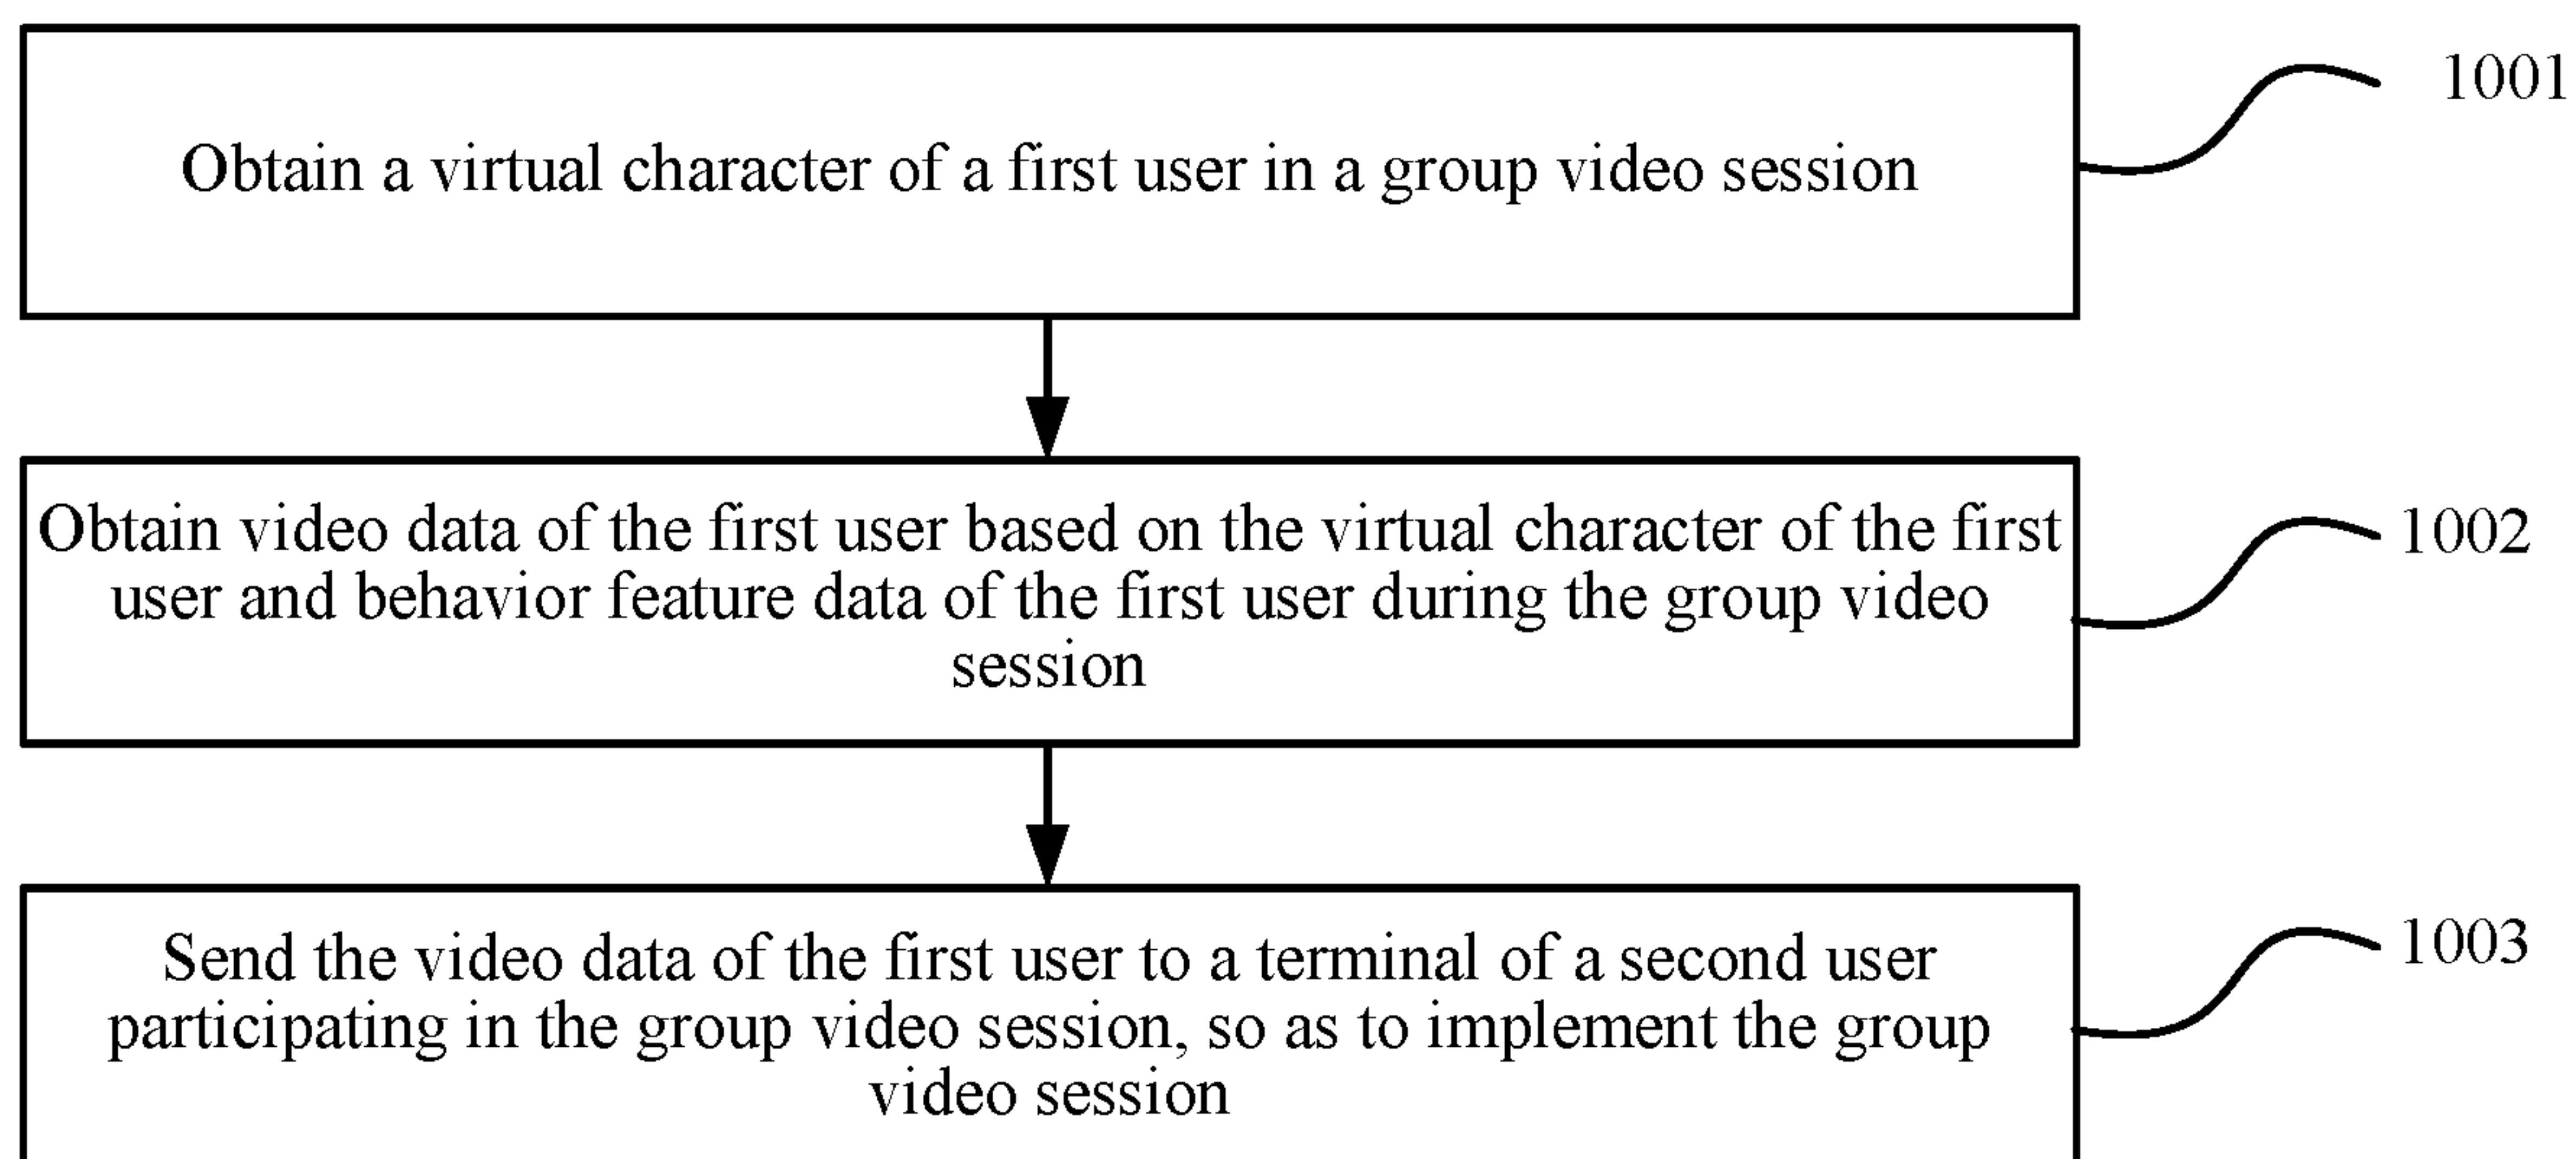 1001
Obtain a virtual character of a first user in a group video session
Obtain video data of the first user based on the virtual character of the first
user and behavior feature data of the first user during the group video
session
1002
Send the video data of the first user to a terminal of a second user
participating in the group video session, so as to implement the group
video session
1003